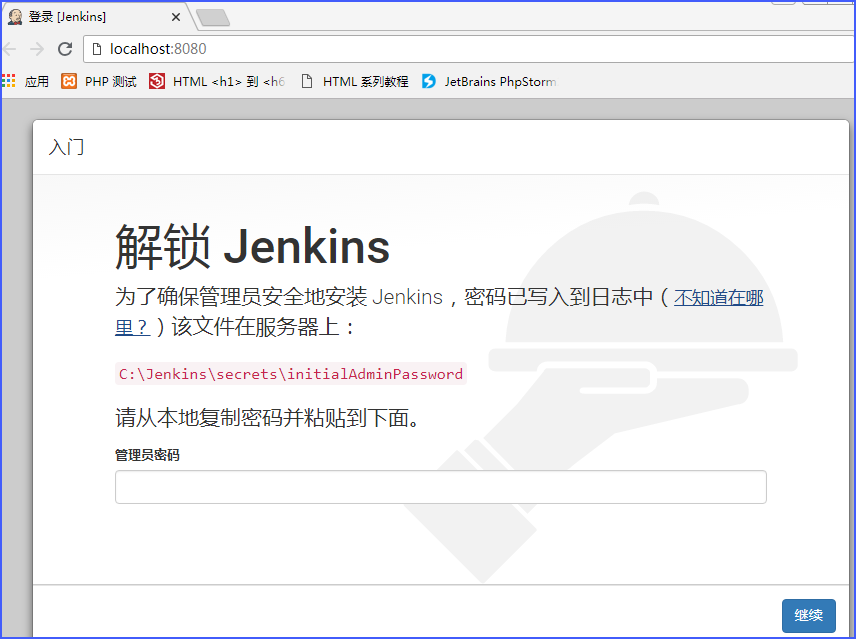 登录 [Jenkins]
localhost:8080
应用 PHP 测试 HTML <h1> 到 <h6 HTML 系列教程 JetBrains PhpStorm
入门
解锁 Jenkins
为了确保管理员安全地安装 Jenkins，密码已写入到日志中（不知道在哪
里？）该文件在服务器上：
C:\Jenkins\secrets\initialAdminPassword
请从本地复制密码并粘贴到下面。
管理员密码
继续